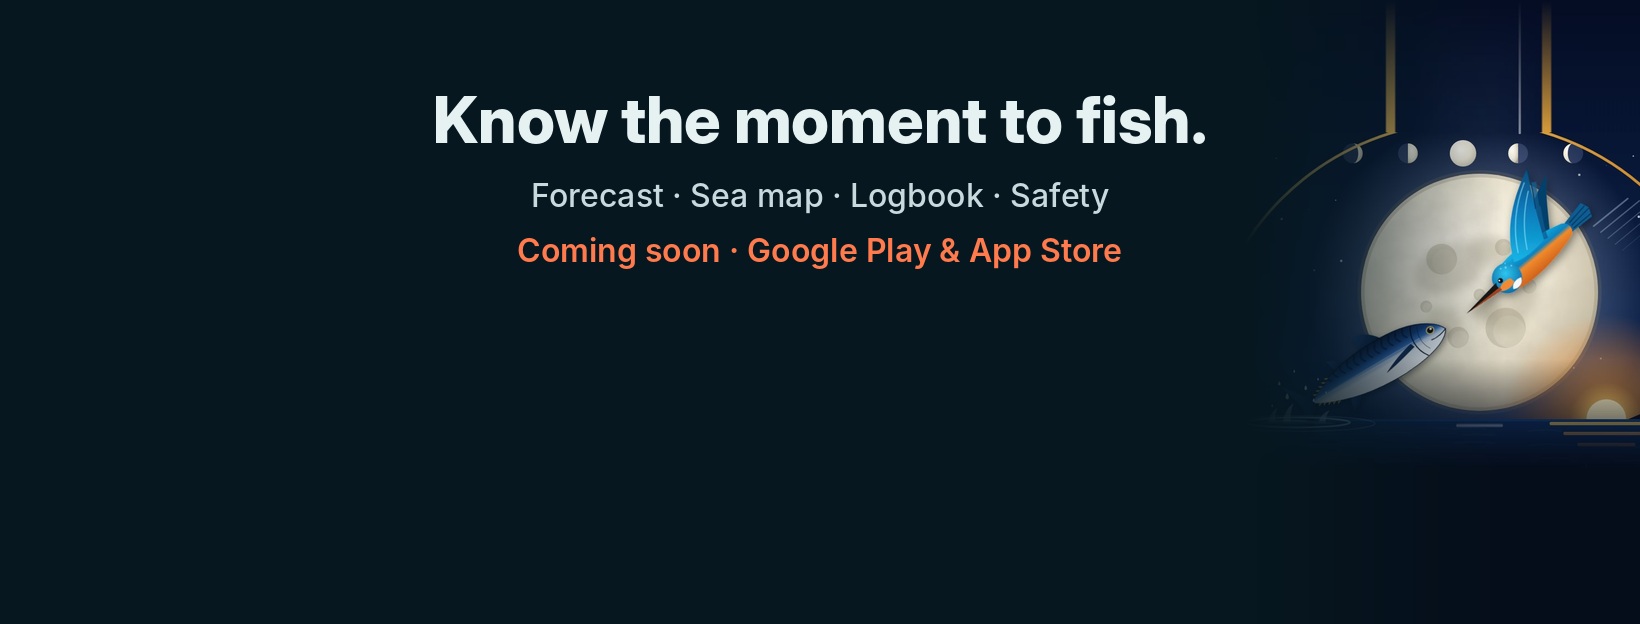 Know the moment to fish.
Forecast · Sea map · Logbook · Safety
Coming soon · Google Play & App Store